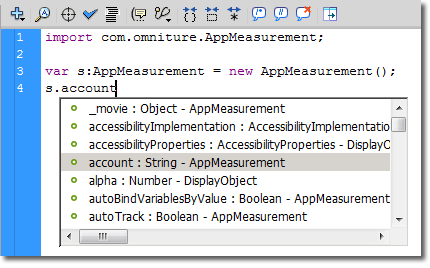 1 import com.omniture.AppMeasurement;
2
3 var s:AppMeasurement = new AppMeasurement();
4 s.account
_movie : Object - AppMeasurement
accessibilityImplementation : AccessibilityImplementatio
accessibilityProperties : AccessibilityProperties - DisplayO
account : String - AppMeasurement
alpha : Number - DisplayObject
autoBindVariablesByValue : Boolean - AppMeasurement
autoTrack : Boolean - AppMeasurement